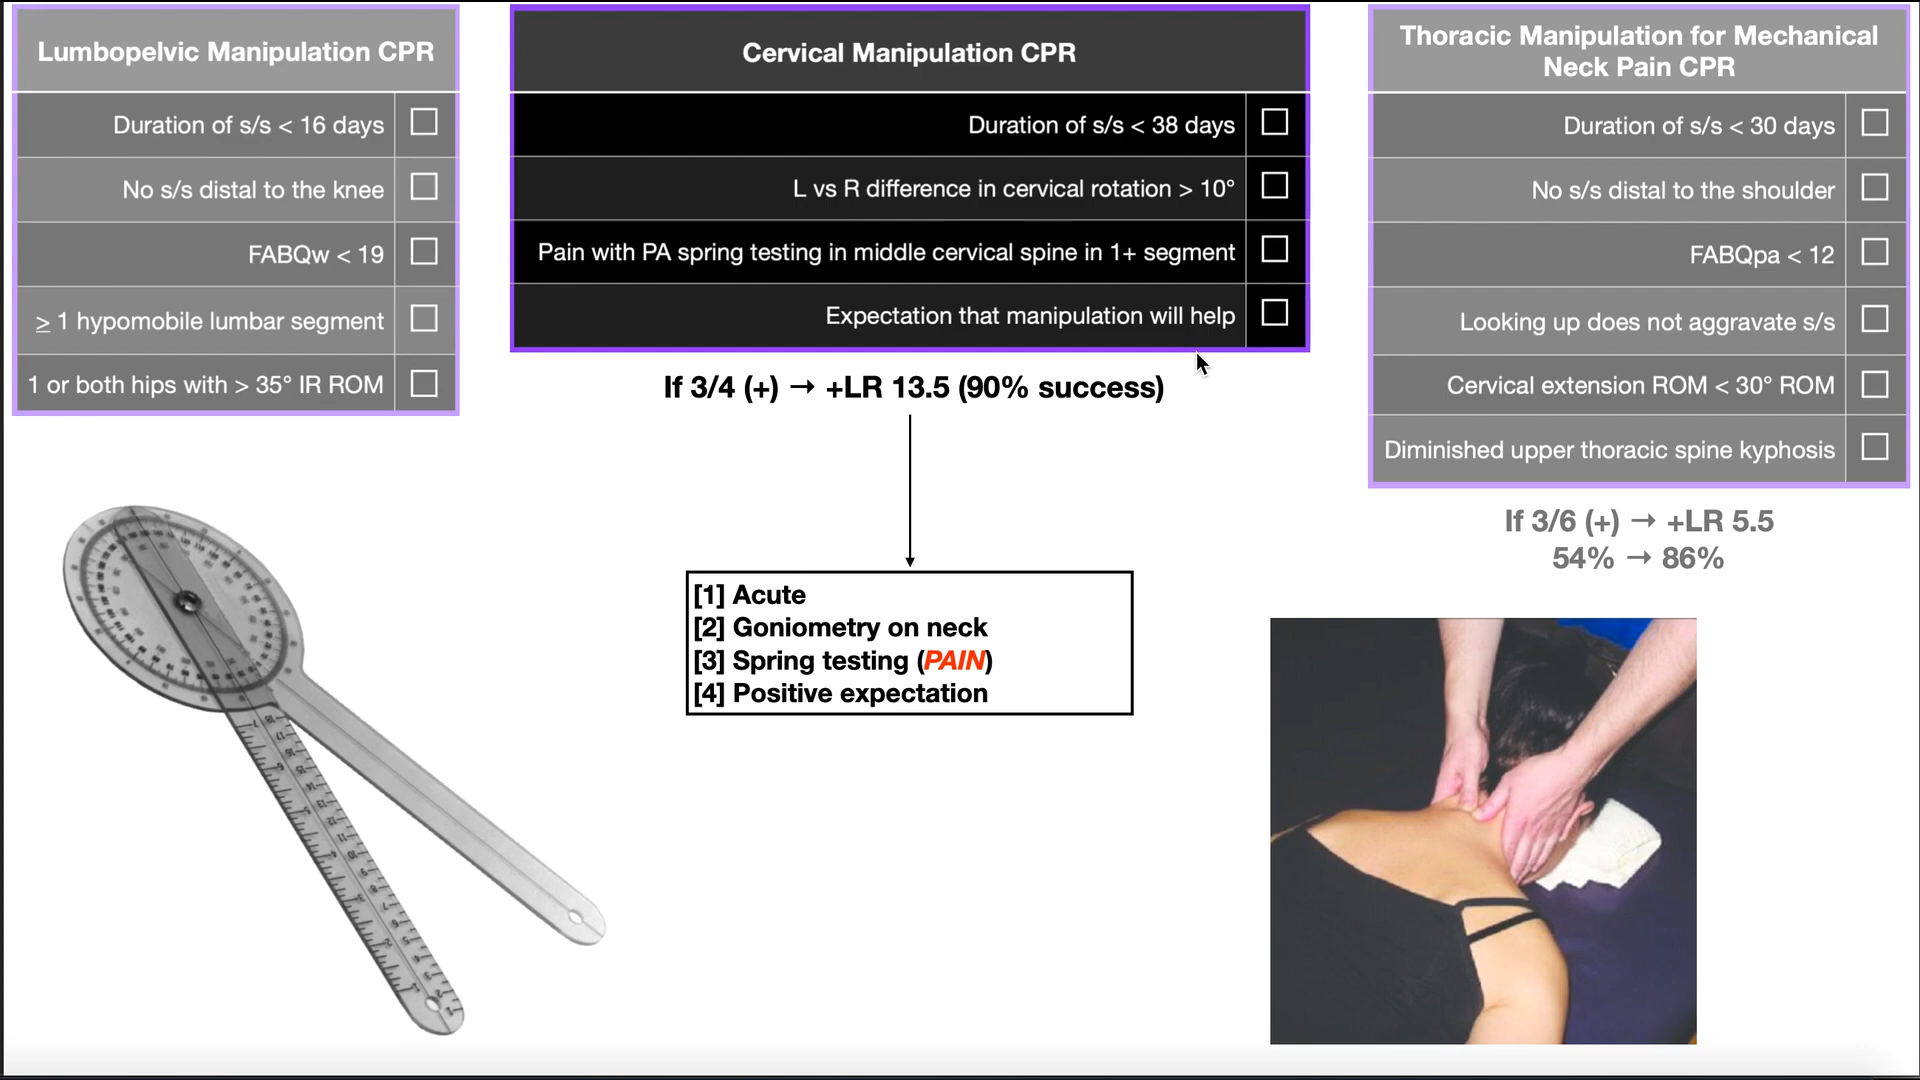 Lumbopelvic Manipulation CPR
Duration of s/s < 16 days
No s/s distal to the knee
FABQw < 19
≥ 1 hypomobile lumbar segment
1 or both hips with > 35° IR ROM
Cervical Manipulation CPR
Duration of s/s < 38 days
L vs R difference in cervical rotation > 10°
Pain with PA spring testing in middle cervical spine in 1+ segment
Expectation that manipulation will help
If 3/4 (+) → +LR 13.5 (90% success)
[1] Acute
[2] Goniometry on neck
[3] Spring testing (PAIN)
[4] Positive expectation
Thoracic Manipulation for Mechanical
Neck Pain CPR
Duration of s/s < 30 days
No s/s distal to the shoulder
FABQpa < 12
Looking up does not aggravate s/s
Cervical extension ROM < 30° ROM
Diminished upper thoracic spine kyphosis
If 3/6 (+) → +LR 5.5
54% → 86%